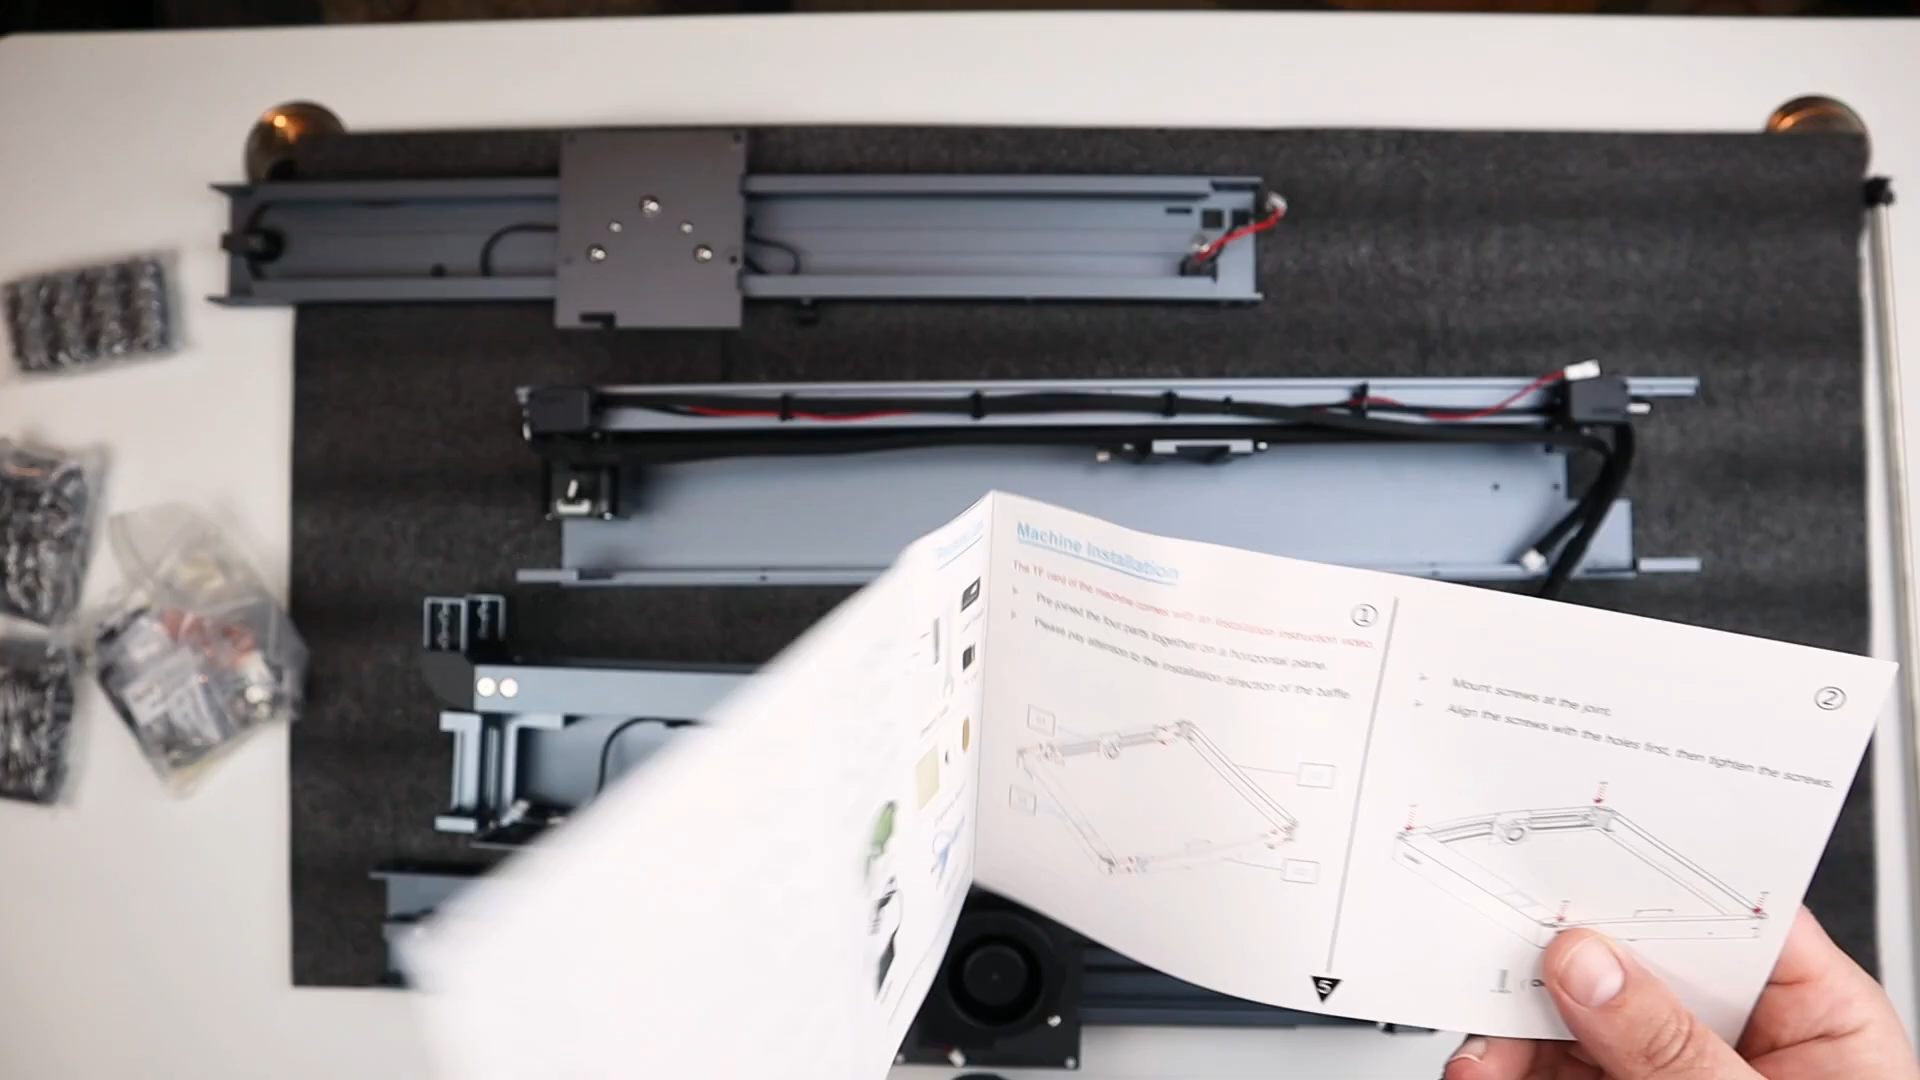 Machine Installation
①
The TF card of the machine comes with an installation instruction video.
Pre-joined the four parts together on a horizontal plane.
Please pay attention to the installation direction of the baffle
②
Mount screws at the joint.
Align the screws with the holes first, then tighten the screws.
5